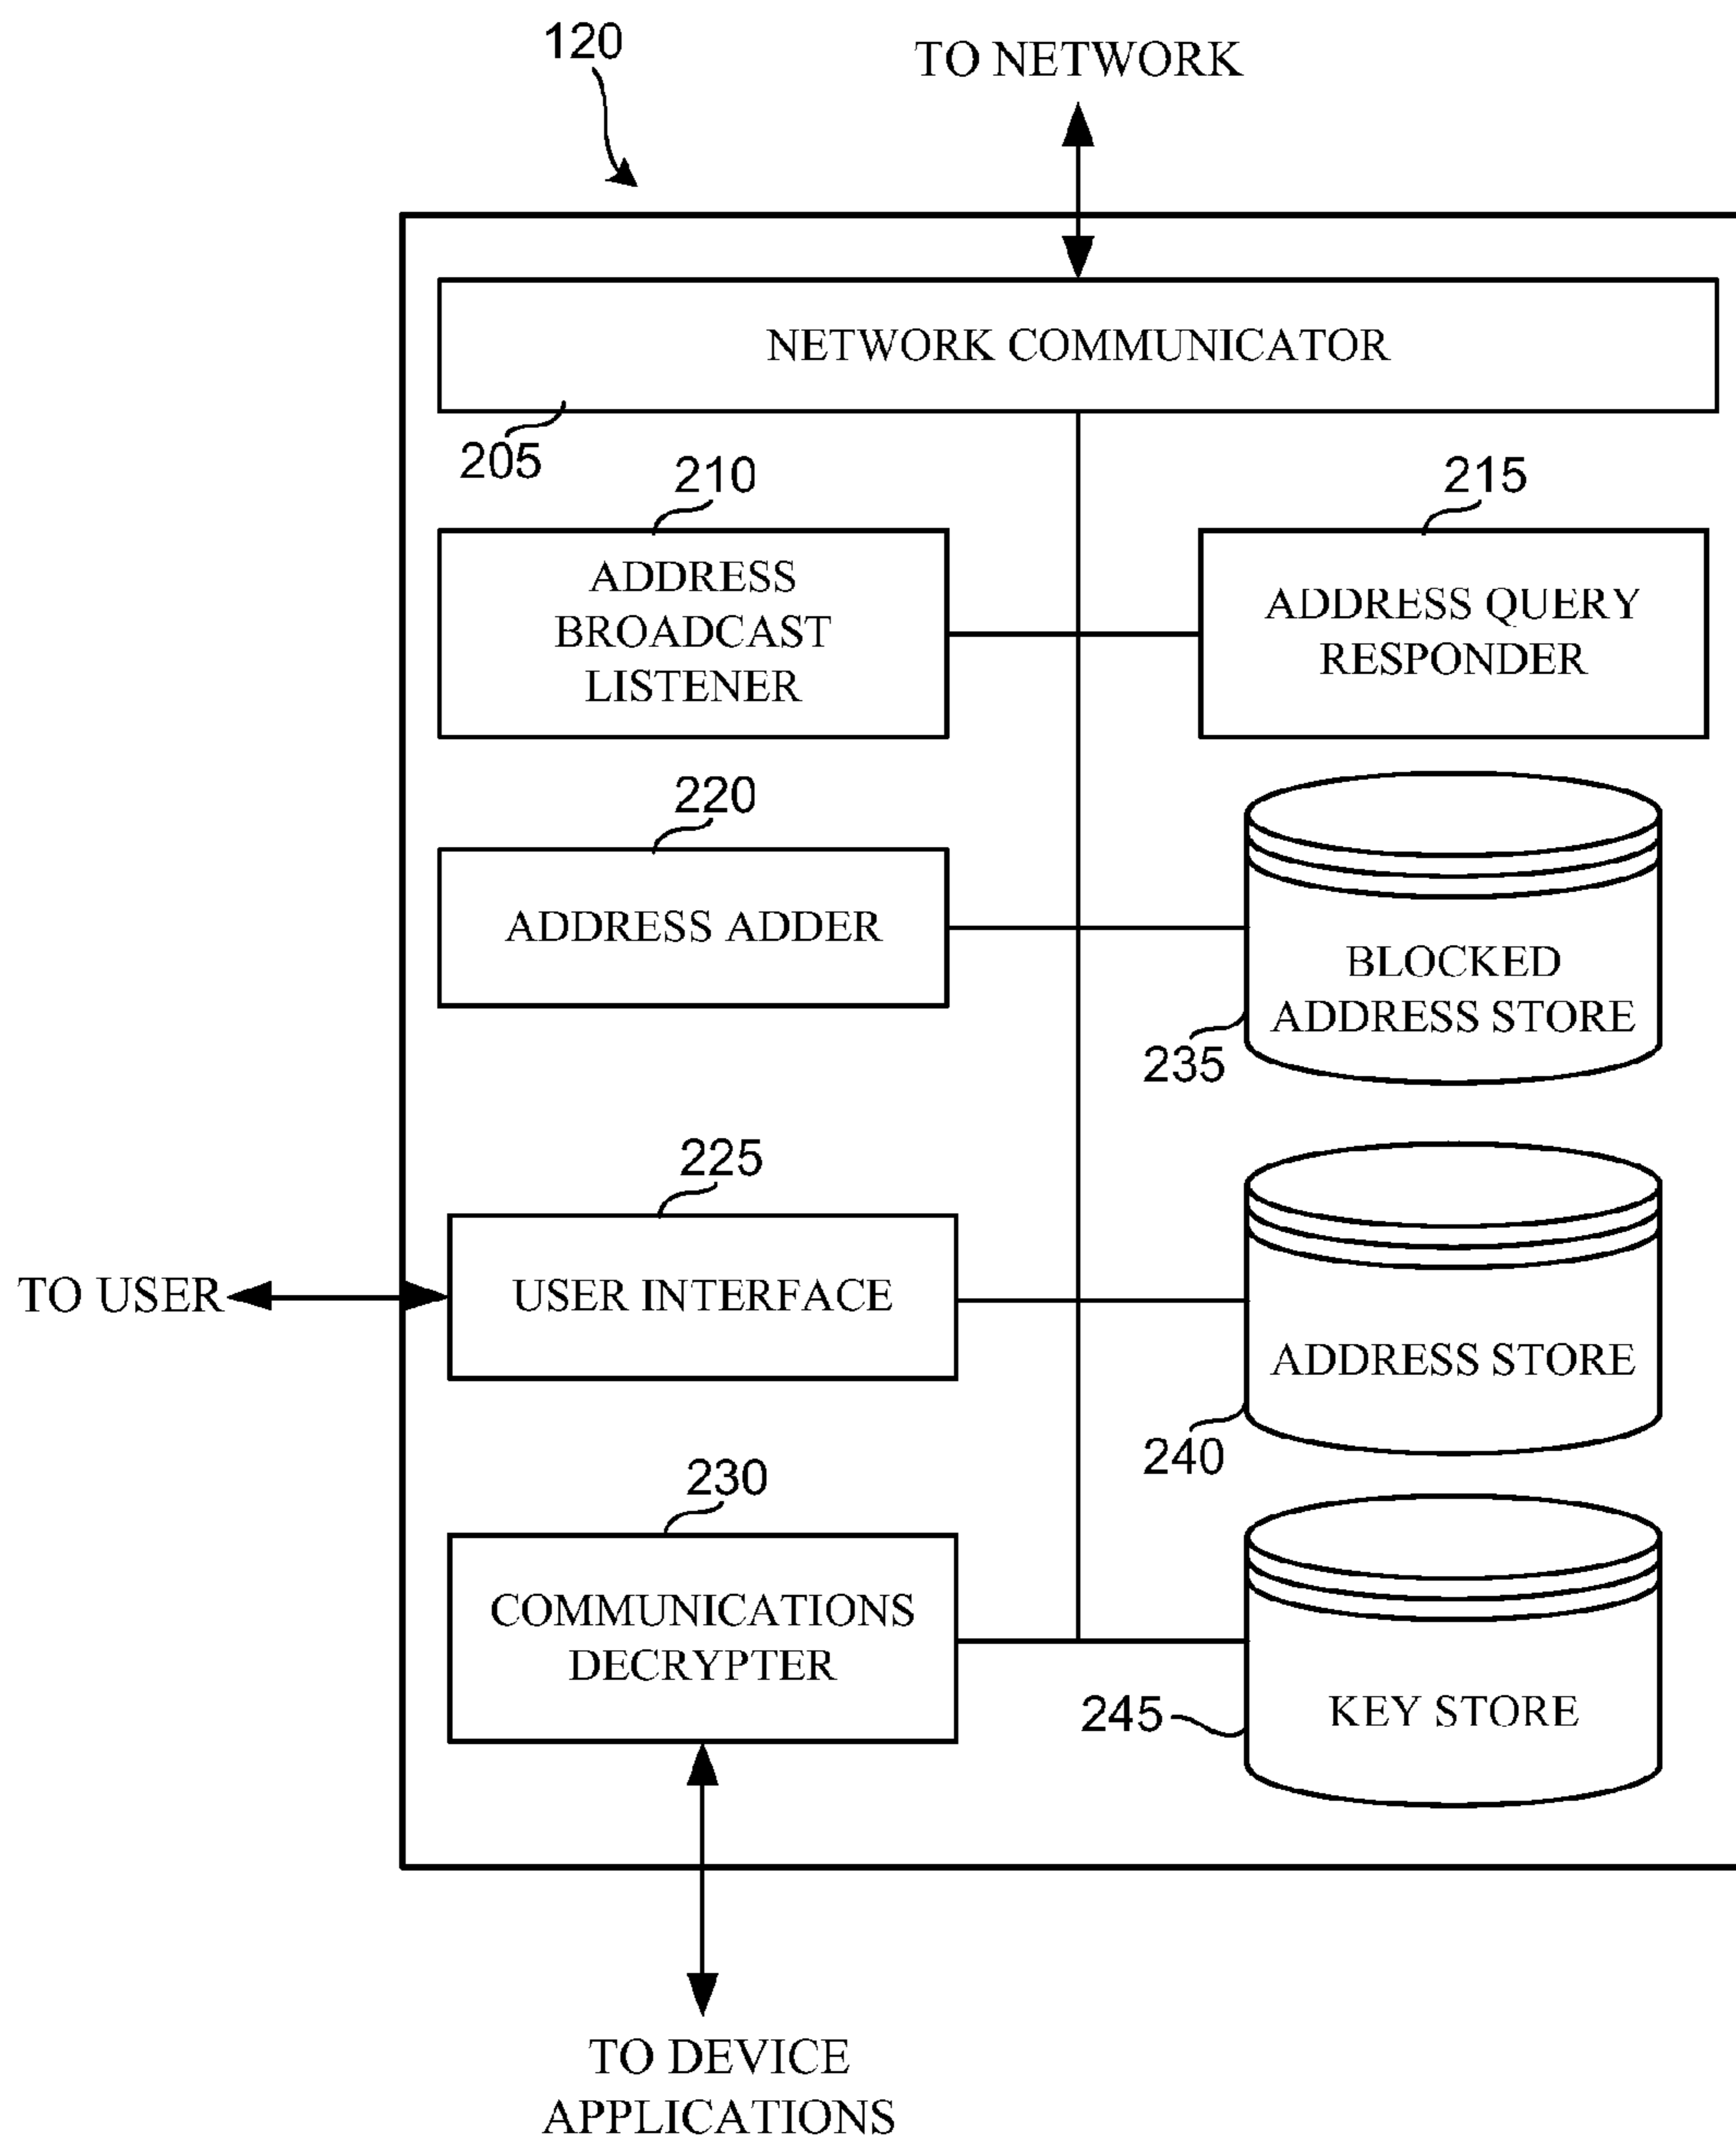 120
TO NETWORK
NETWORK COMMUNICATOR
205
210
215
ADDRESS
BROADCAST
LISTENER
ADDRESS QUERY
RESPONDER
220
ADDRESS ADDER
BLOCKED
ADDRESS STORE
235
225
TO USER
USER INTERFACE
ADDRESS STORE
240
230
COMMUNICATIONS
DECRYPTER
245
KEY STORE
TO DEVICE
APPLICATIONS